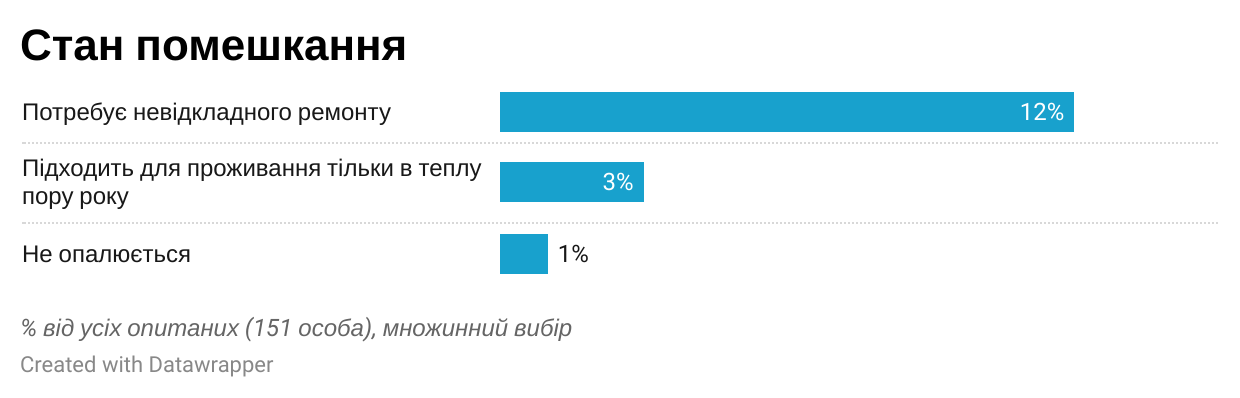 Стан помешкання
Потребує невідкладного ремонту
12%
Підходить для проживання тільки в теплу
пору року
3%
Не опалюється
1%
% від усіх опитаних (151 особа), множинний вибір
Created with Datawrapper